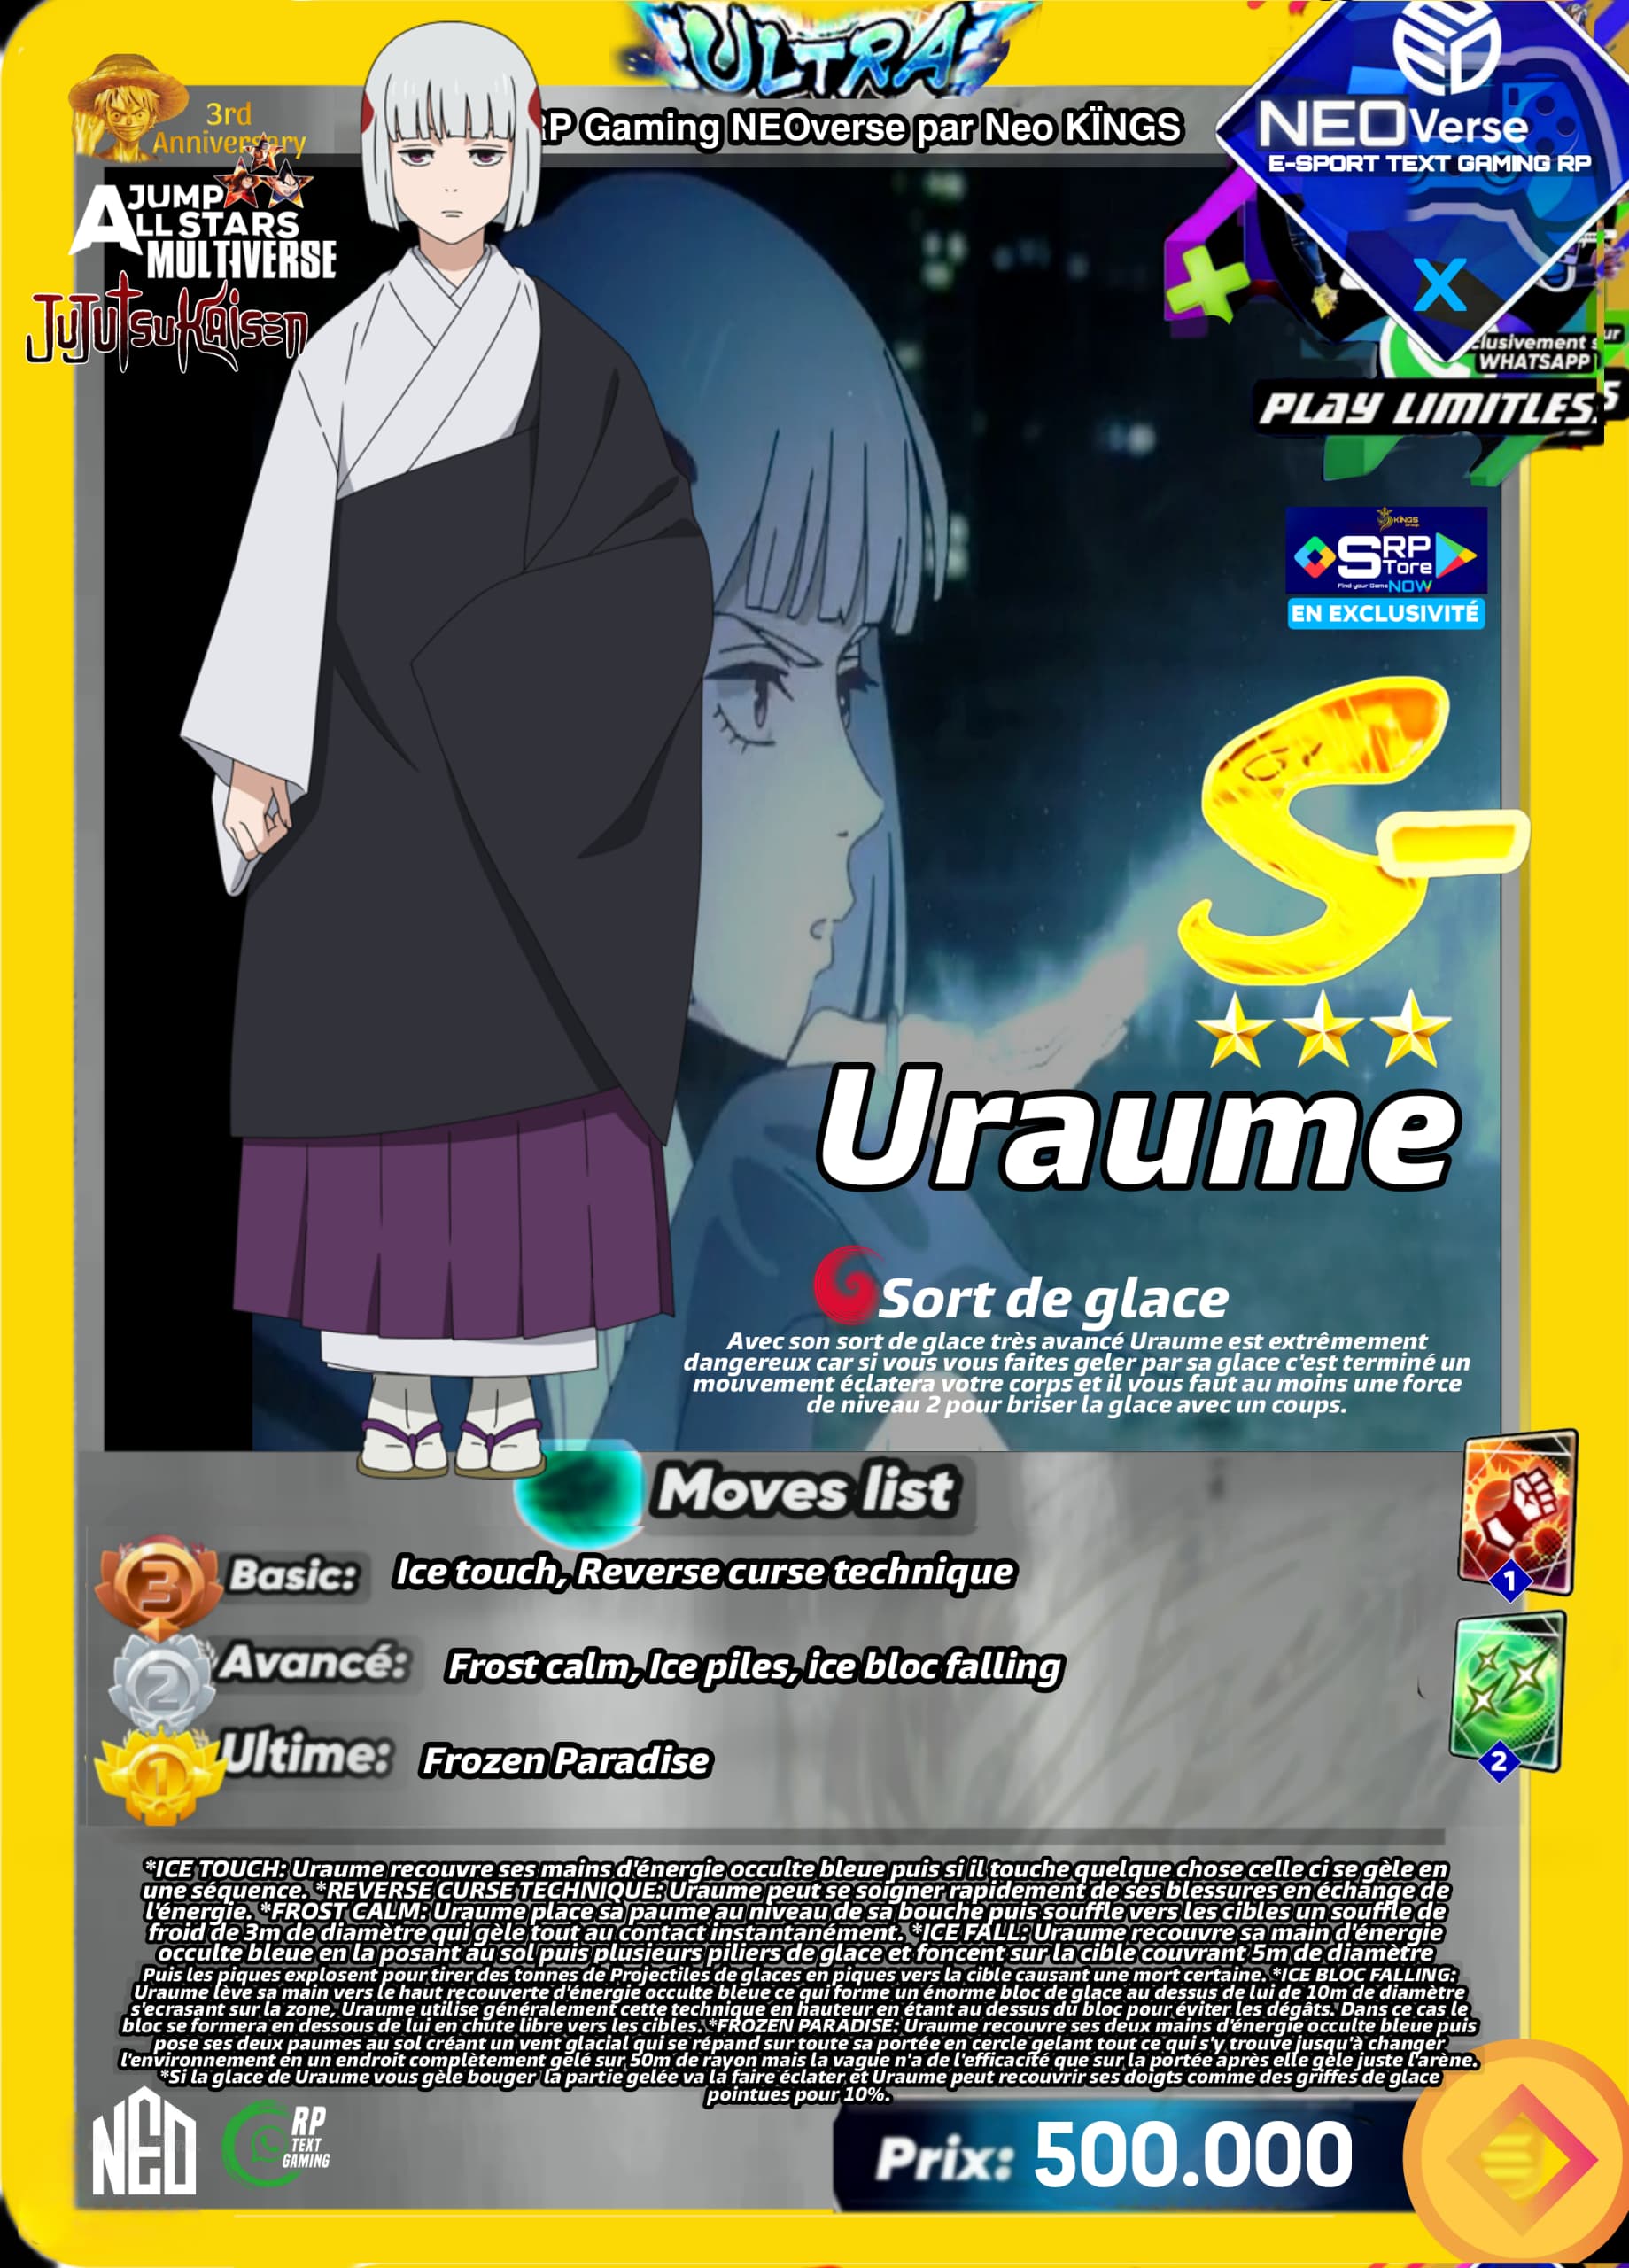 ULTRA
3rd
Anniversary
RP Gaming NEOverse par Neo KÏNGS
NEOVerse
E-SPORT TEXT GAMING RP
X
JUMP
ALL STARS
MULTIVERSE
JUJUTSU KAISEN
clusivement sur
WHATSAPP
PLAY LIMITLESS
KÏNGS
SRP
Tore
Find your Game NOW
EN EXCLUSIVITÉ
S-
Uraume
Sort de glace
Avec son sort de glace très avancé Uraume est extrêmement
dangereux car si vous vous faites geler par sa glace c'est terminé un
mouvement éclatera votre corps et il vous faut au moins une force
de niveau 2 pour briser la glace avec un coups.
Moves list
3 Basic: Ice touch, Reverse curse technique
1
2 Avancé: Frost calm, Ice piles, ice bloc falling
2
1 Ultime: Frozen Paradise
*ICE TOUCH: Uraume recouvre ses mains d'énergie occulte bleue puis si il touche quelque chose celle ci se gèle en
une séquence. *REVERSE CURSE TECHNIQUE: Uraume peut se soigner rapidement de ses blessures en échange de
l'énergie. *FROST CALM: Uraume place sa paume au niveau de sa bouche puis souffle vers les cibles un souffle de
froid de 3m de diamètre qui gèle tout au contact instantanément. *ICE FALL: Uraume recouvre sa main d'énergie
occulte bleue en la posant au sol puis plusieurs piliers de glace et foncent sur la cible couvrant 5m de diamètre
Puis les piques explosent pour tirer des tonnes de Projectiles de glaces en piques vers la cible causant une mort certaine. *ICE BLOC FALLING:
Uraume lève sa main vers le haut recouverte d'énergie occulte bleue ce qui forme un énorme bloc de glace au dessus de lui de 10m de diamètre
s'ecrasant sur la zone, Uraume utilise généralement cette technique en hauteur en étant au dessus du bloc pour éviter les dégâts. Dans ce cas le
bloc se formera en dessous de lui en chute libre vers les cibles. *FROZEN PARADISE: Uraume recouvre ses deux mains d'énergie occulte bleue puis
pose ses deux paumes au sol créant un vent glacial qui se répand sur toute sa portée en cercle gelant tout ce qui s'y trouve jusqu'à changer
l'environnement en un endroit complètement gelé sur 50m de rayon mais la vague n'a de l'efficacité que sur la portée après elle gèle juste l'arène.
*Si la glace de Uraume vous gèle bouger la partie gelée va la faire éclater et Uraume peut recouvrir ses doigts comme des griffes de glace
pointues pour 10%.
NEO
RP
TEXT
GAMING
Prix: 500.000